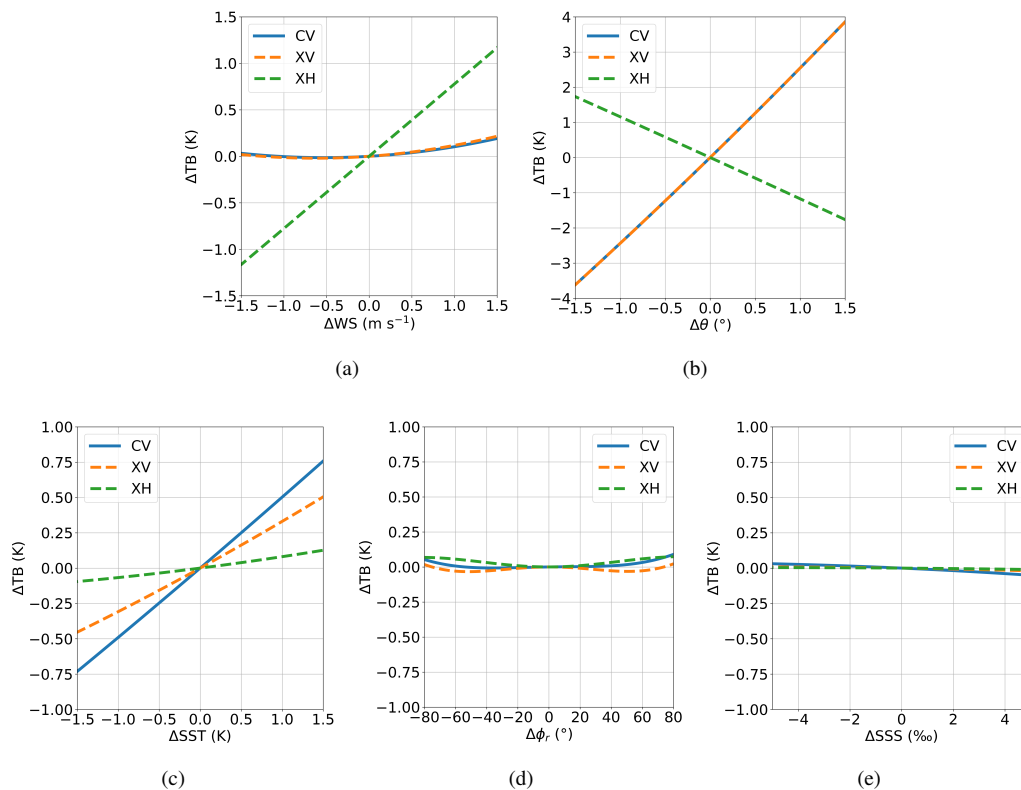 1.5
1.0
0.5
0.0
−0.5
−1.0
−1.5
ΔTB (K)
CV
XV
XH
−1.5 −1.0 −0.5 0.0 0.5 1.0 1.5
ΔWS (m s⁻¹)
(a)
4
3
2
1
0
−1
−2
−3
−4
ΔTB (K)
CV
XV
XH
−1.5 −1.0 −0.5 0.0 0.5 1.0 1.5
Δθ (°)
(b)
1.00
0.75
0.50
0.25
0.00
−0.25
−0.50
−0.75
−1.00
ΔTB (K)
CV
XV
XH
−1.5 −1.0 −0.5 0.0 0.5 1.0 1.5
ΔSST (K)
(c)
1.00
0.75
0.50
0.25
0.00
−0.25
−0.50
−0.75
−1.00
ΔTB (K)
CV
XV
XH
−80 −60 −40 −20 0 20 40 60 80
Δϕᵣ (°)
(d)
1.00
0.75
0.50
0.25
0.00
−0.25
−0.50
−0.75
−1.00
ΔTB (K)
CV
XV
XH
−4 −2 0 2 4
ΔSSS (‰)
(e)